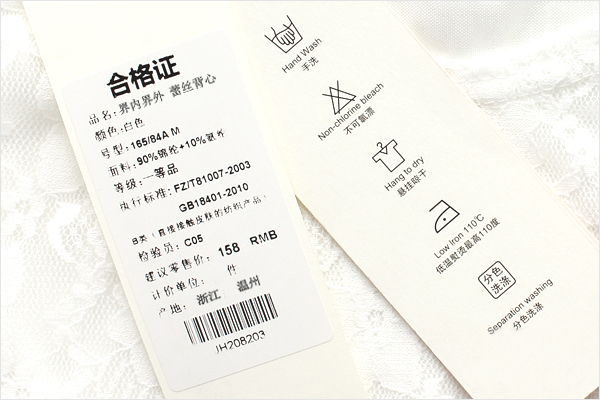 合格证
品名:界内界外 蕾丝背心
颜色:白色
号型:165/84A M
面料:90%锦纶+10%氨纶
等级:一等品
执行标准:FZ/T81007-2003
GB18401-2010
B类(直接接触皮肤的纺织产品)
检验员:C05
建议零售价: 158 RMB
计价单位: 件
产地: 浙江 温州
JH208203
Hand Wash
手洗
Non-chlorine bleach
不可氯漂
Hang to dry
悬挂晾干
Low Iron 110℃
低温熨烫最高110度
分色
洗涤
Separation washing
分色洗涤